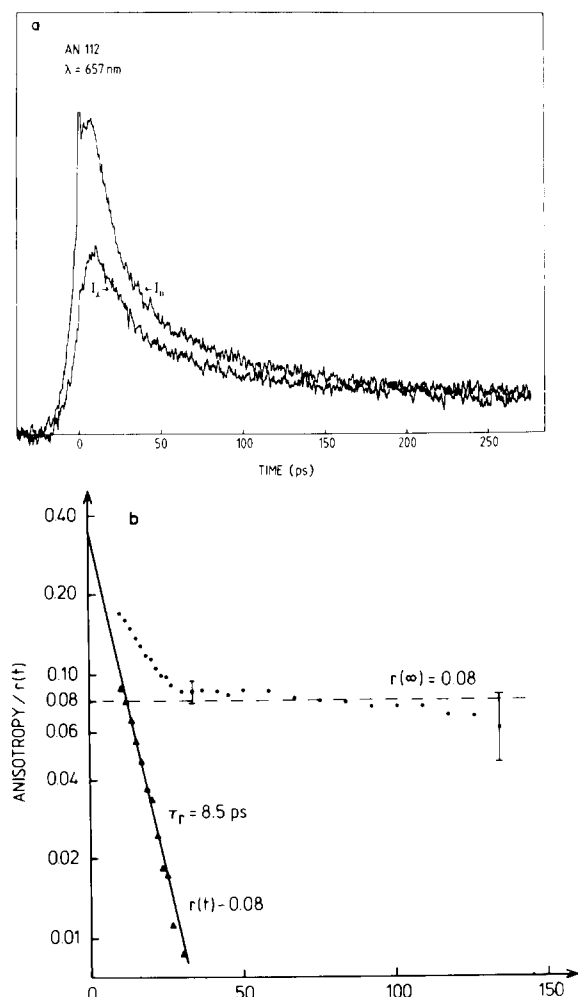 a
AN 112
λ = 657 nm
I⊥→ ←I∥
0 50 100 150 200 250
TIME (ps)
b
0.40
0.20
0.10
0.08
0.06
0.04
0.02
0.01
ANISOTROPY / r(t)
r(∞) = 0.08
τr = 8.5 ps
r(t) − 0.08
0 50 100 150